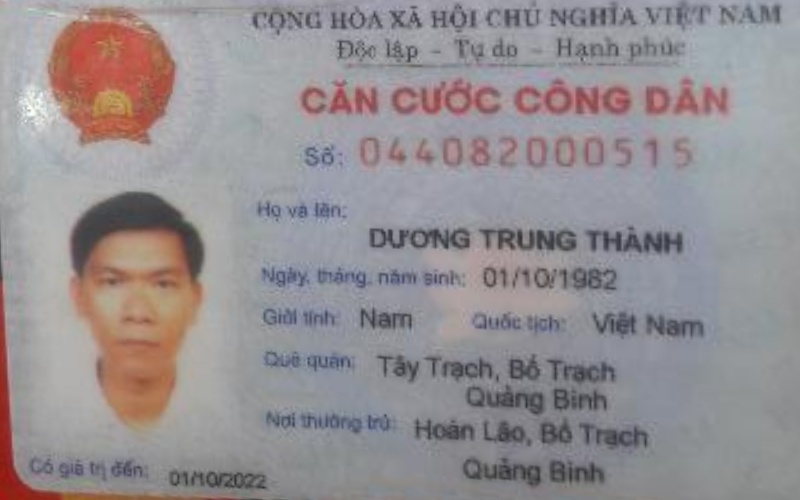 CỘNG HÒA XÃ HỘI CHỦ NGHĨA VIỆT NAM
Độc lập - Tự do - Hạnh phúc
CĂN CƯỚC CÔNG DÂN
Số: 044082000515
Họ và tên:
DƯƠNG TRUNG THÀNH
Ngày, tháng, năm sinh: 01/10/1982
Giới tính: Nam Quốc tịch: Việt Nam
Quê quán: Tây Trạch, Bố Trạch
Quảng Bình
Nơi thường trú: Hoàn Lão, Bố Trạch
Quảng Bình
Có giá trị đến: 01/10/2022